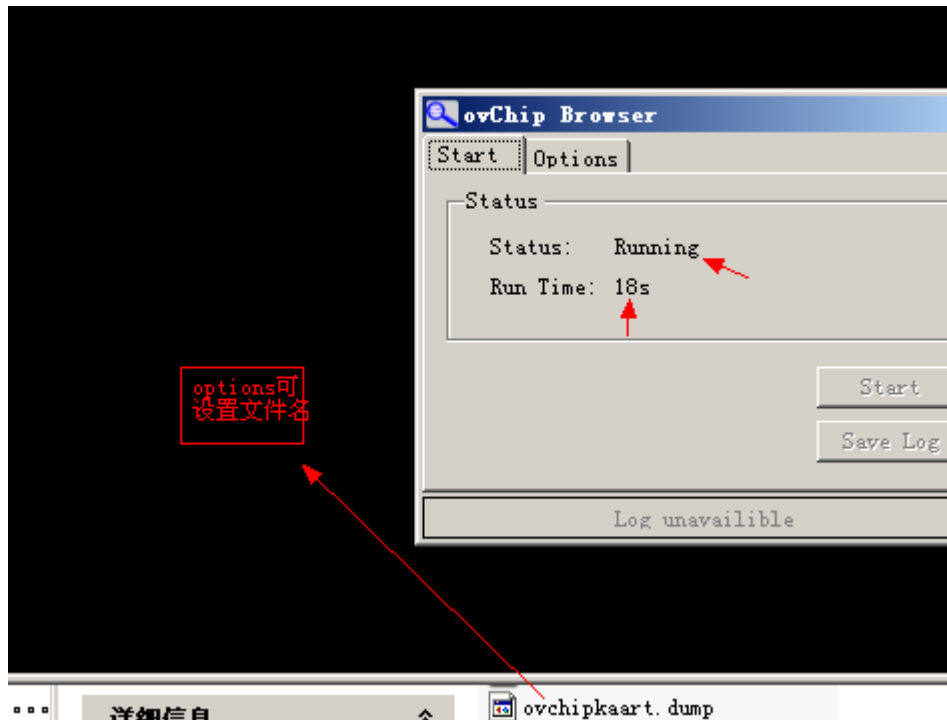 ovChip Browser
Start
Options
Status
Status: Running
Run Time: 18s
options可
设置文件名
Start
Save Log
Log unavailible
详细信息
ovchipkaart.dump